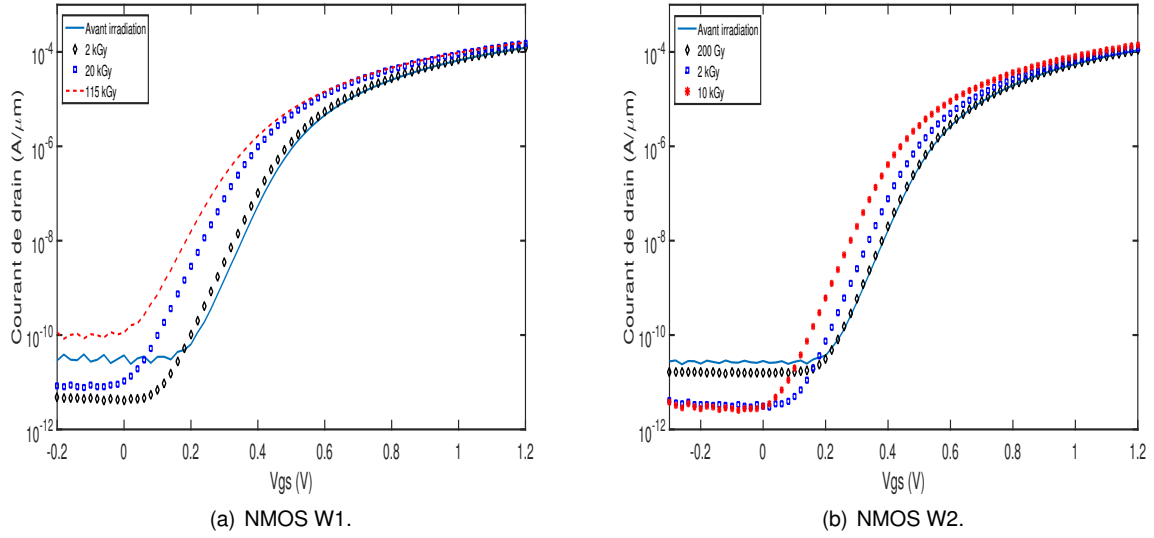 Avant irradiation
2 kGy
20 kGy
115 kGy
10^-4
10^-6
10^-8
10^-10
10^-12
Courant de drain (A/μm)
-0.2 0 0.2 0.4 0.6 0.8 1 1.2
Vgs (V)
(a) NMOS W1.
Avant irradiation
200 Gy
2 kGy
10 kGy
10^-4
10^-6
10^-8
10^-10
10^-12
Courant de drain (A/μm)
-0.2 0 0.2 0.4 0.6 0.8 1 1.2
Vgs (V)
(b) NMOS W2.